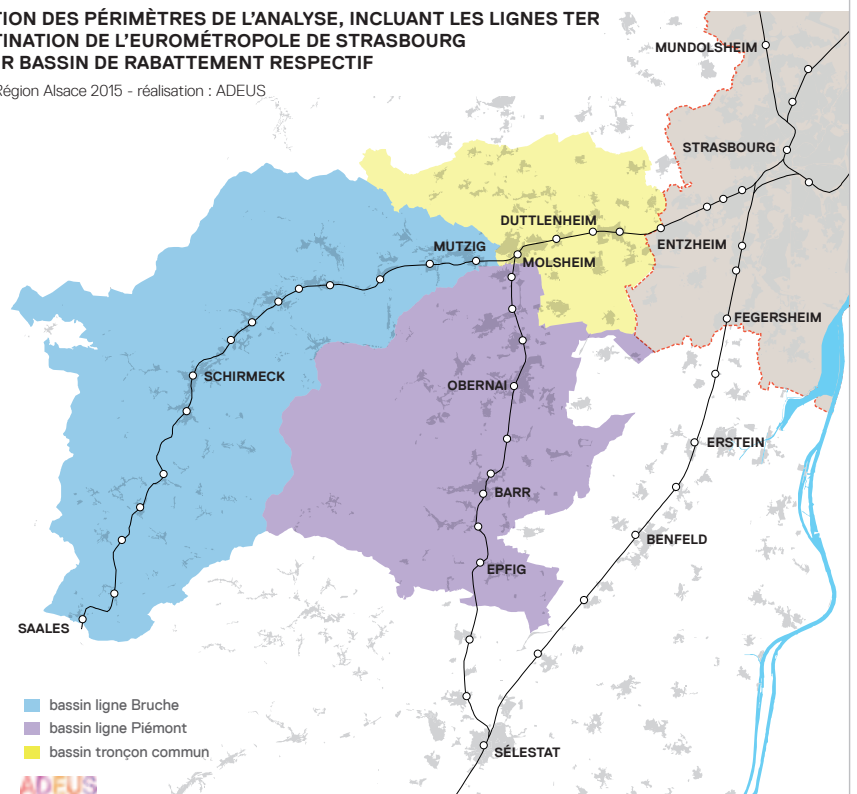 TION DES PÉRIMÈTRES DE L'ANALYSE, INCLUANT LES LIGNES TER
TINATION DE L'EUROMÉTROPOLE DE STRASBOURG
R BASSIN DE RABATTEMENT RESPECTIF
Région Alsace 2015 - réalisation : ADEUS
MUNDOLSHEIM
STRASBOURG
DUTTLENHEIM
MUTZIG
ENTZHEIM
MOLSHEIM
FEGERSHEIM
SCHIRMECK
OBERNAI
ERSTEIN
BARR
BENFELD
EPFIG
SAALES
bassin ligne Bruche
bassin ligne Piémont
bassin tronçon commun
SÉLESTAT
ADEUS